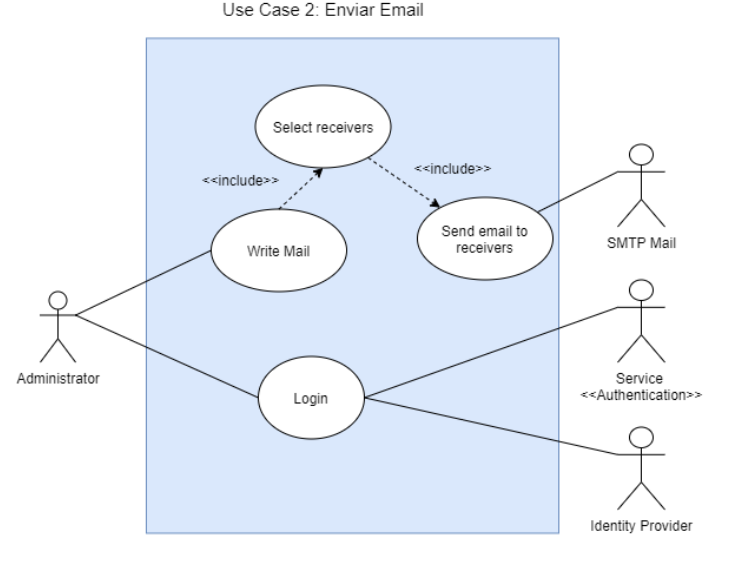 Use Case 2: Enviar Email
Select receivers
<<include>>
<<include>>
Write Mail
Send email to
receivers
SMTP Mail
Administrator
Login
Service
<<Authentication>>
Identity Provider